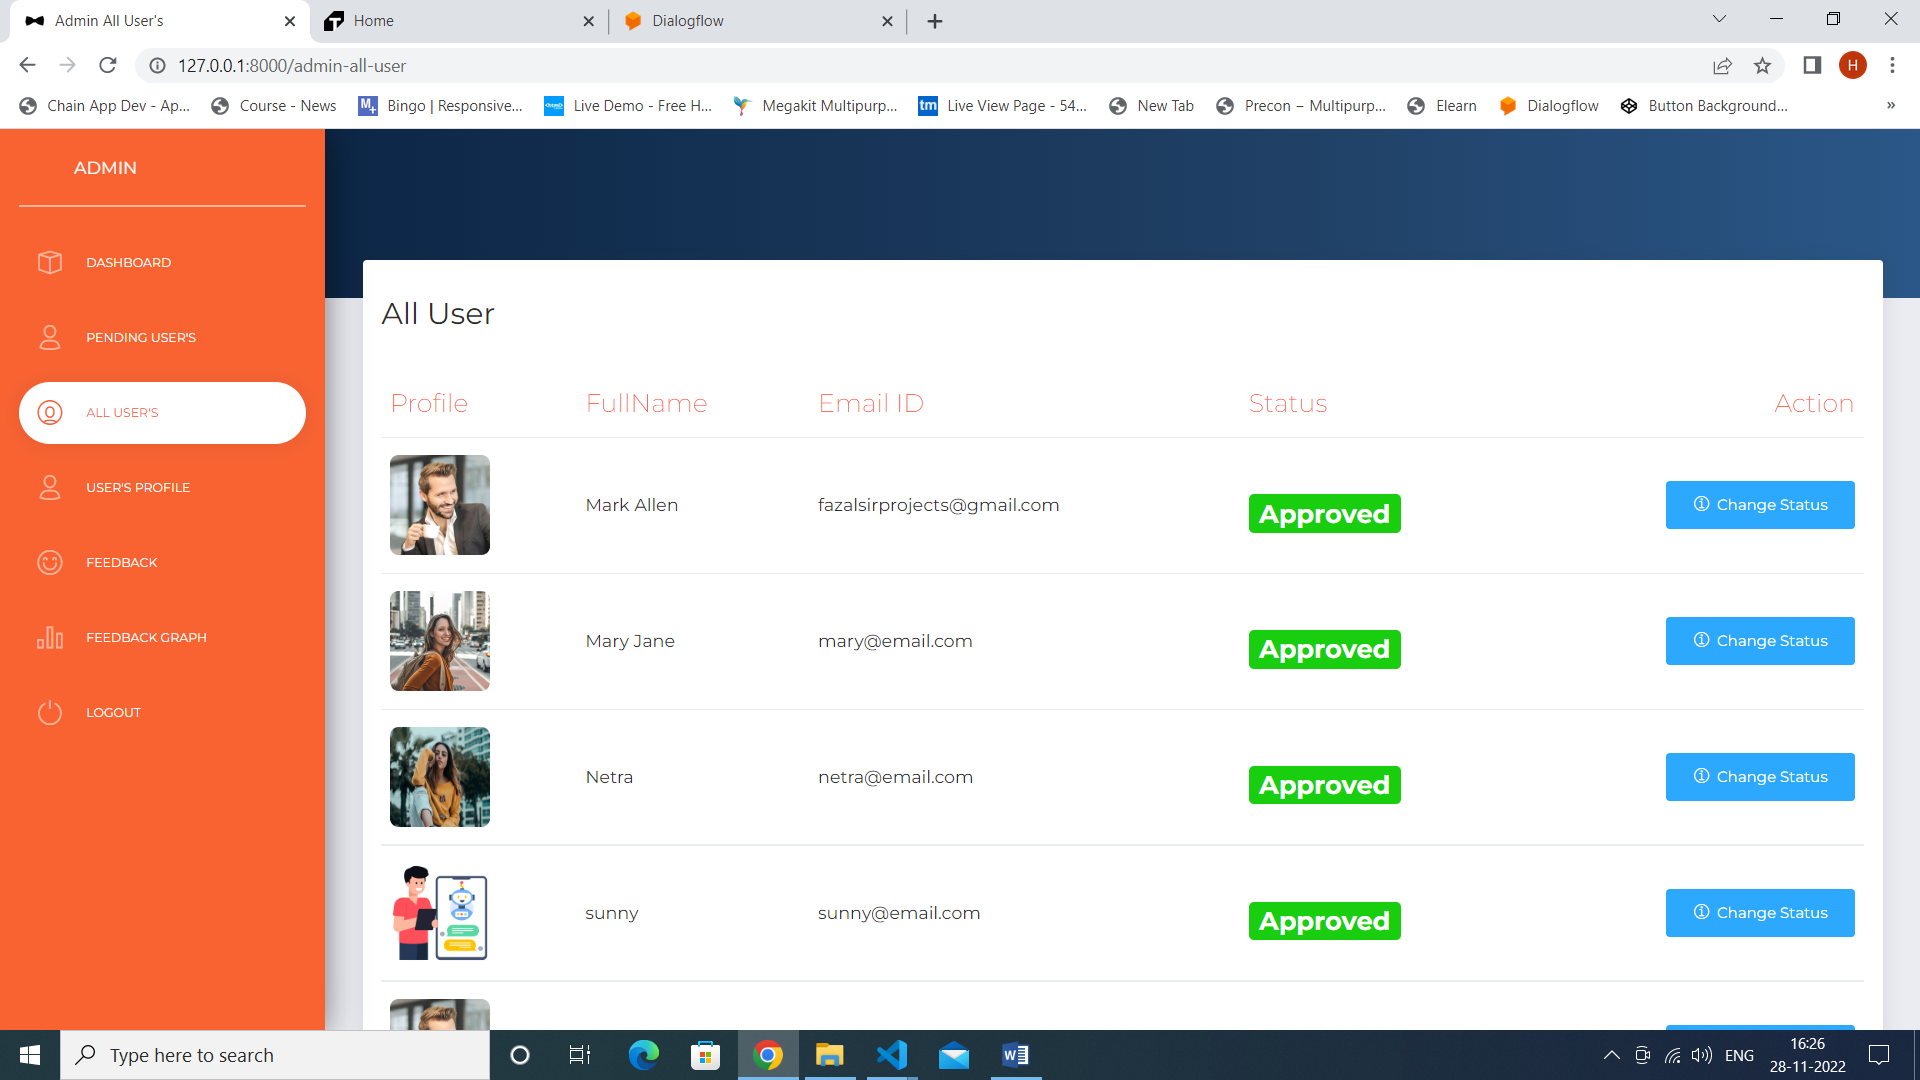 Admin All User's
Home
Dialogflow
127.0.0.1:8000/admin-all-user
H
Chain App Dev - Ap...
Course - News
M+
Bingo | Responsive...
Live Demo - Free H...
Megakit Multipurp...
tm
Live View Page - 54...
New Tab
Precon – Multipurp...
Elearn
Dialogflow
Button Background...
»
ADMIN
DASHBOARD
PENDING USER'S
ALL USER'S
USER'S PROFILE
FEEDBACK
FEEDBACK GRAPH
LOGOUT
All User
Profile FullName Email ID Status Action
Mark Allen fazalsirprojects@gmail.com Approved Change Status
Mary Jane mary@email.com Approved Change Status
Netra netra@email.com Approved Change Status
sunny sunny@email.com Approved Change Status
Type here to search
W
ENG
16:26
28-11-2022